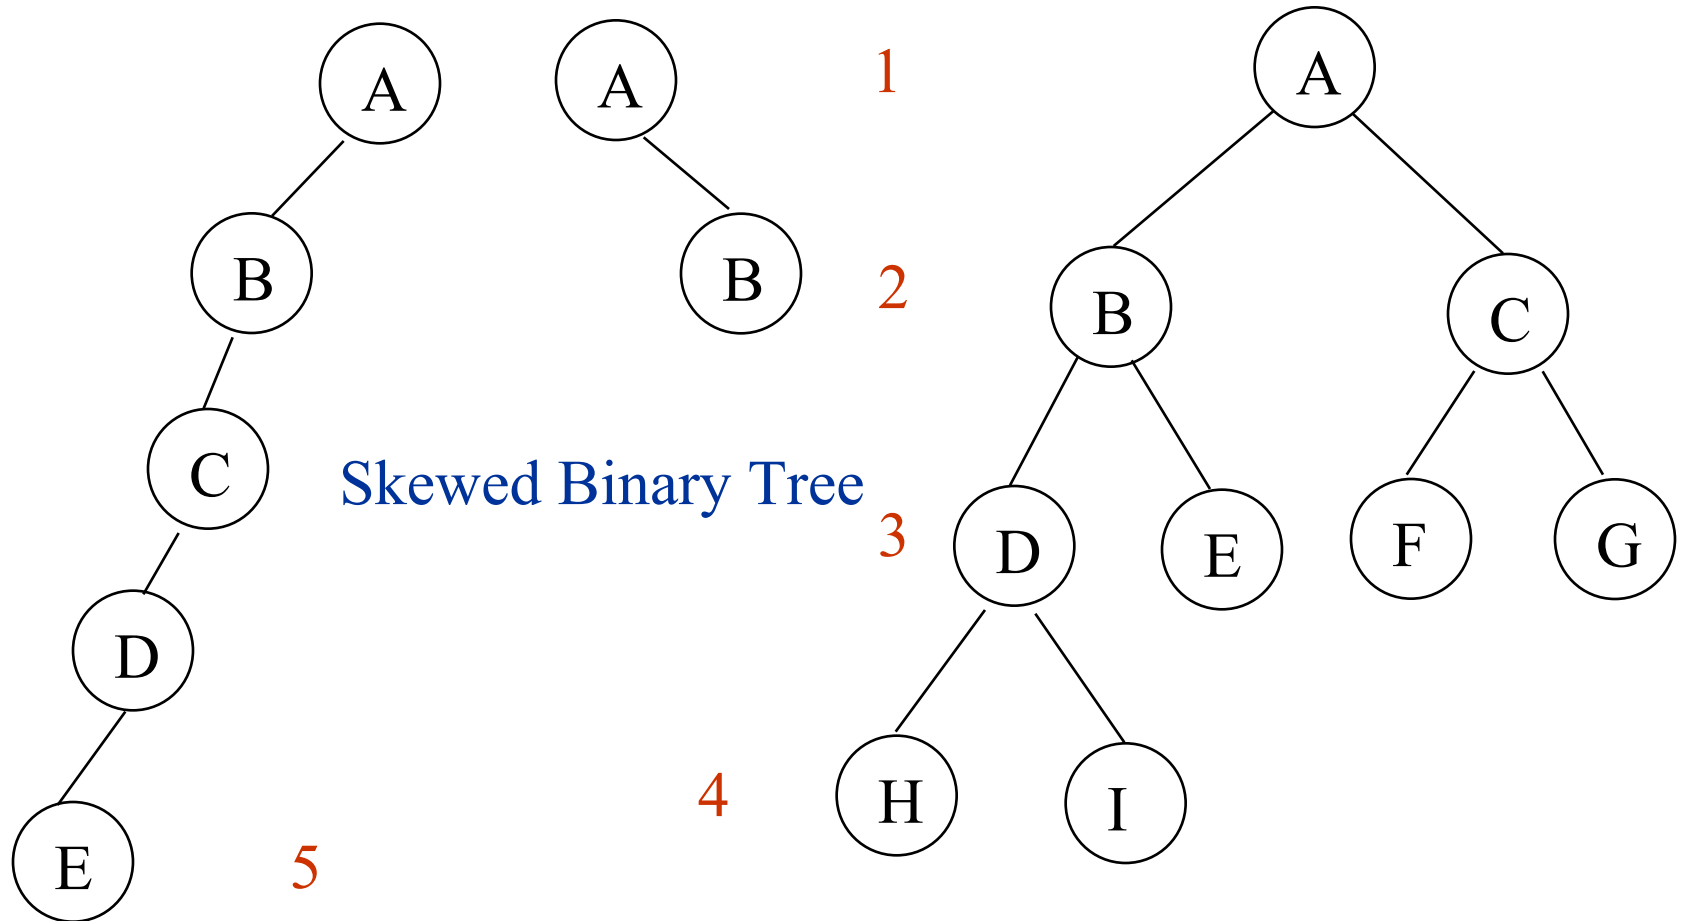 A A 1 A
B B 2 B C
C Skewed Binary Tree 3 D E F G
D
4 H I
E 5